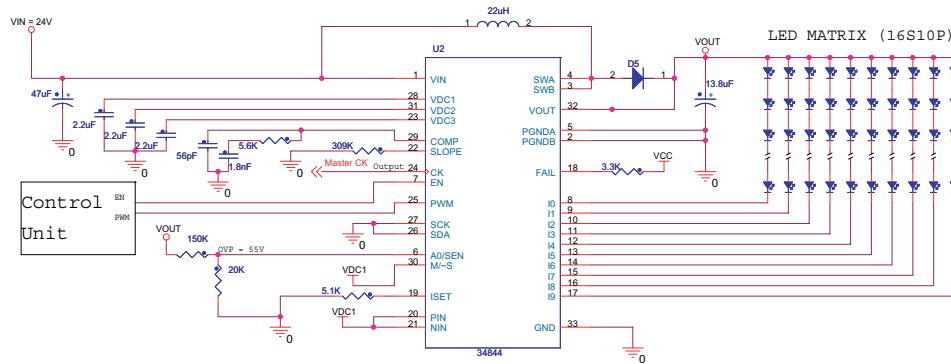 22uH
VIN = 24V
1 2
VOUT
LED MATRIX (16S10P)
U2
D5
47uF
+
1 VIN
SWA 4
SWB 3
2 1
13.8uF
+
28 VDC1
31 VDC2
23 VDC3
VOUT 32
2.2uF
2.2uF
2.2uF
PGNDA 5
PGNDB 2
29 COMP
22 SLOPE
5.6K
309K
56pF
1.8nF
0
0
0
0
0
Master CK
Output
24 CK
7 EN
FAIL 18
3.3K
VCC
Control
Unit
EN
PWM
25 PWM
I0 8
I1 9
I2 10
I3 11
I4 12
I5 13
I6 14
I7 15
I8 16
I9 17
27 SCK
26 SDA
0
VOUT
150K
OVP = 55V
6 A0/SEN
30 M/~S
20K
VDC1
5.1K
19 ISET
0
VDC1
20 PIN
21 NIN
GND 33
0
34844